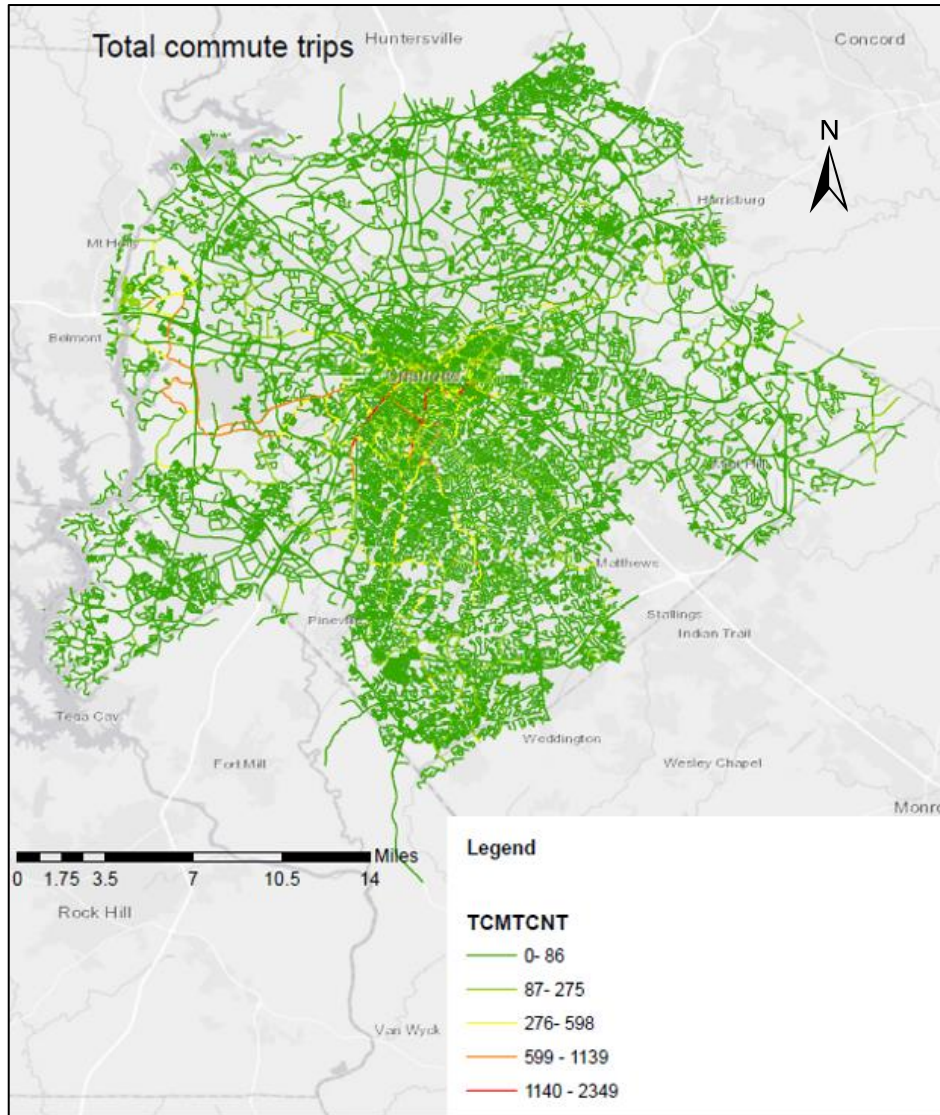 Total commute trips
Huntersville
Concord
N
Harrisburg
Mt Holly
Belmont
Charlotte
Mint Hill
Matthews
Stallings
Indian Trail
Pineville
Tega Cay
Weddington
Fort Mill
Wesley Chapel
Monro
Miles
0 1.75 3.5 7 10.5 14
Rock Hill
Van Wyck
Legend
TCMTCNT
0- 86
87- 275
276- 598
599 - 1139
1140 - 2349